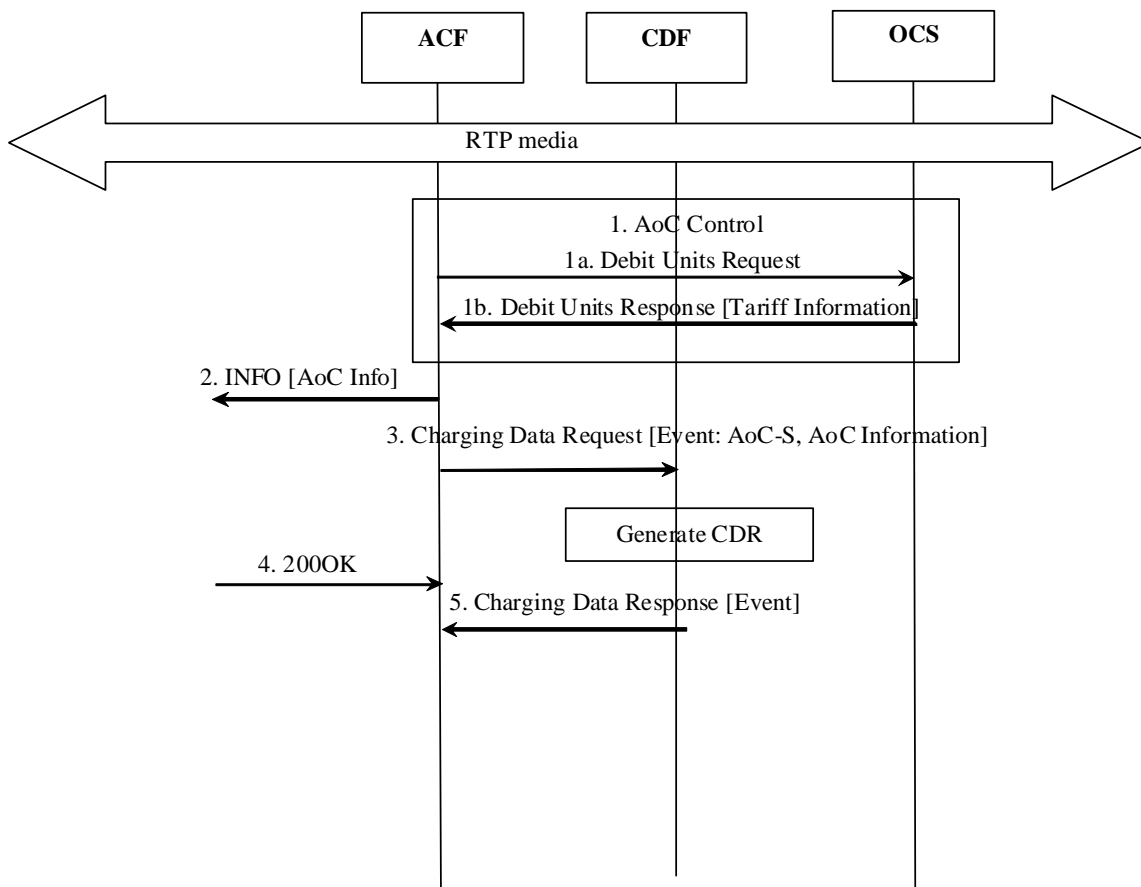 ACF
CDF
OCS
RTP media
1. AoC Control
1a. Debit Units Request
1b. Debit Units Response [Tariff Information]
2. INFO [AoC Info]
3. Charging Data Request [Event: AoC-S, AoC Information]
Generate CDR
4. 200OK
5. Charging Data Response [Event]